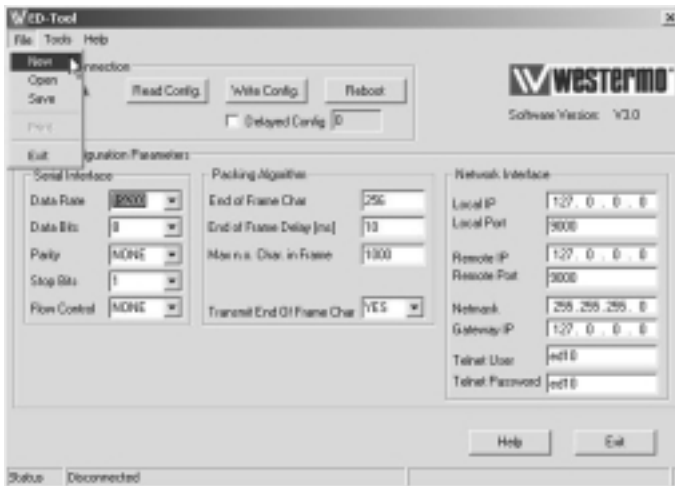 WED-Tool
File Tools Help
New
Open
Save
Print
Exit
Read Config. Write Config. Reboot
Delayed Config 0
westermo
Software Version: V3.0
Configuration Parameters
Serial Interface
Data Rate
Data Bits 8
Parity NONE
Stop Bits 1
Flow Control NONE
Packing Algorithm
End of Frame Char 256
End of Frame Delay [ms] 10
Max n.o. Char. in Frame 1000
Transmit End Of Frame Char YES
Network Interface
Local IP 127. 0 . 0 . 0
Local Port 9000
Remote IP 127. 0 . 0 . 0
Remote Port 9000
Netmask 255.255.255. 0
Gateway IP 127. 0 . 0 . 0
Telnet User ed10
Telnet Password ed10
Help Exit
Status Disconnected